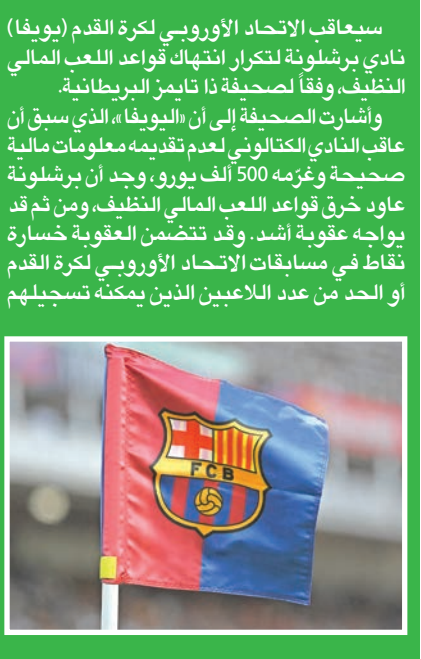 سيعاقب الاتحاد الأوروبي لكرة القدم (يويفا)
نادي برشلونة لتكرار انتهاك قواعد اللعب المالي
النظيف، وفقاً لصحيفة ذا تايمز البريطانية.
وأشارت الصحيفة إلى أن «اليويفا»، الذي سبق أن
عاقب النادي الكتالوني لعدم تقديمه معلومات مالية
صحيحة وغرّمه 500 ألف يورو، وجد أن برشلونة
عاود خرق قواعد اللعب المالي النظيف، ومن ثم قد
يواجه عقوبة أشد. وقد تتضمن العقوبة خسارة
نقاط في مسابقات الاتحاد الأوروبي لكرة القدم
أو الحد من عدد اللاعبين الذين يمكنه تسجيلهم
FCB